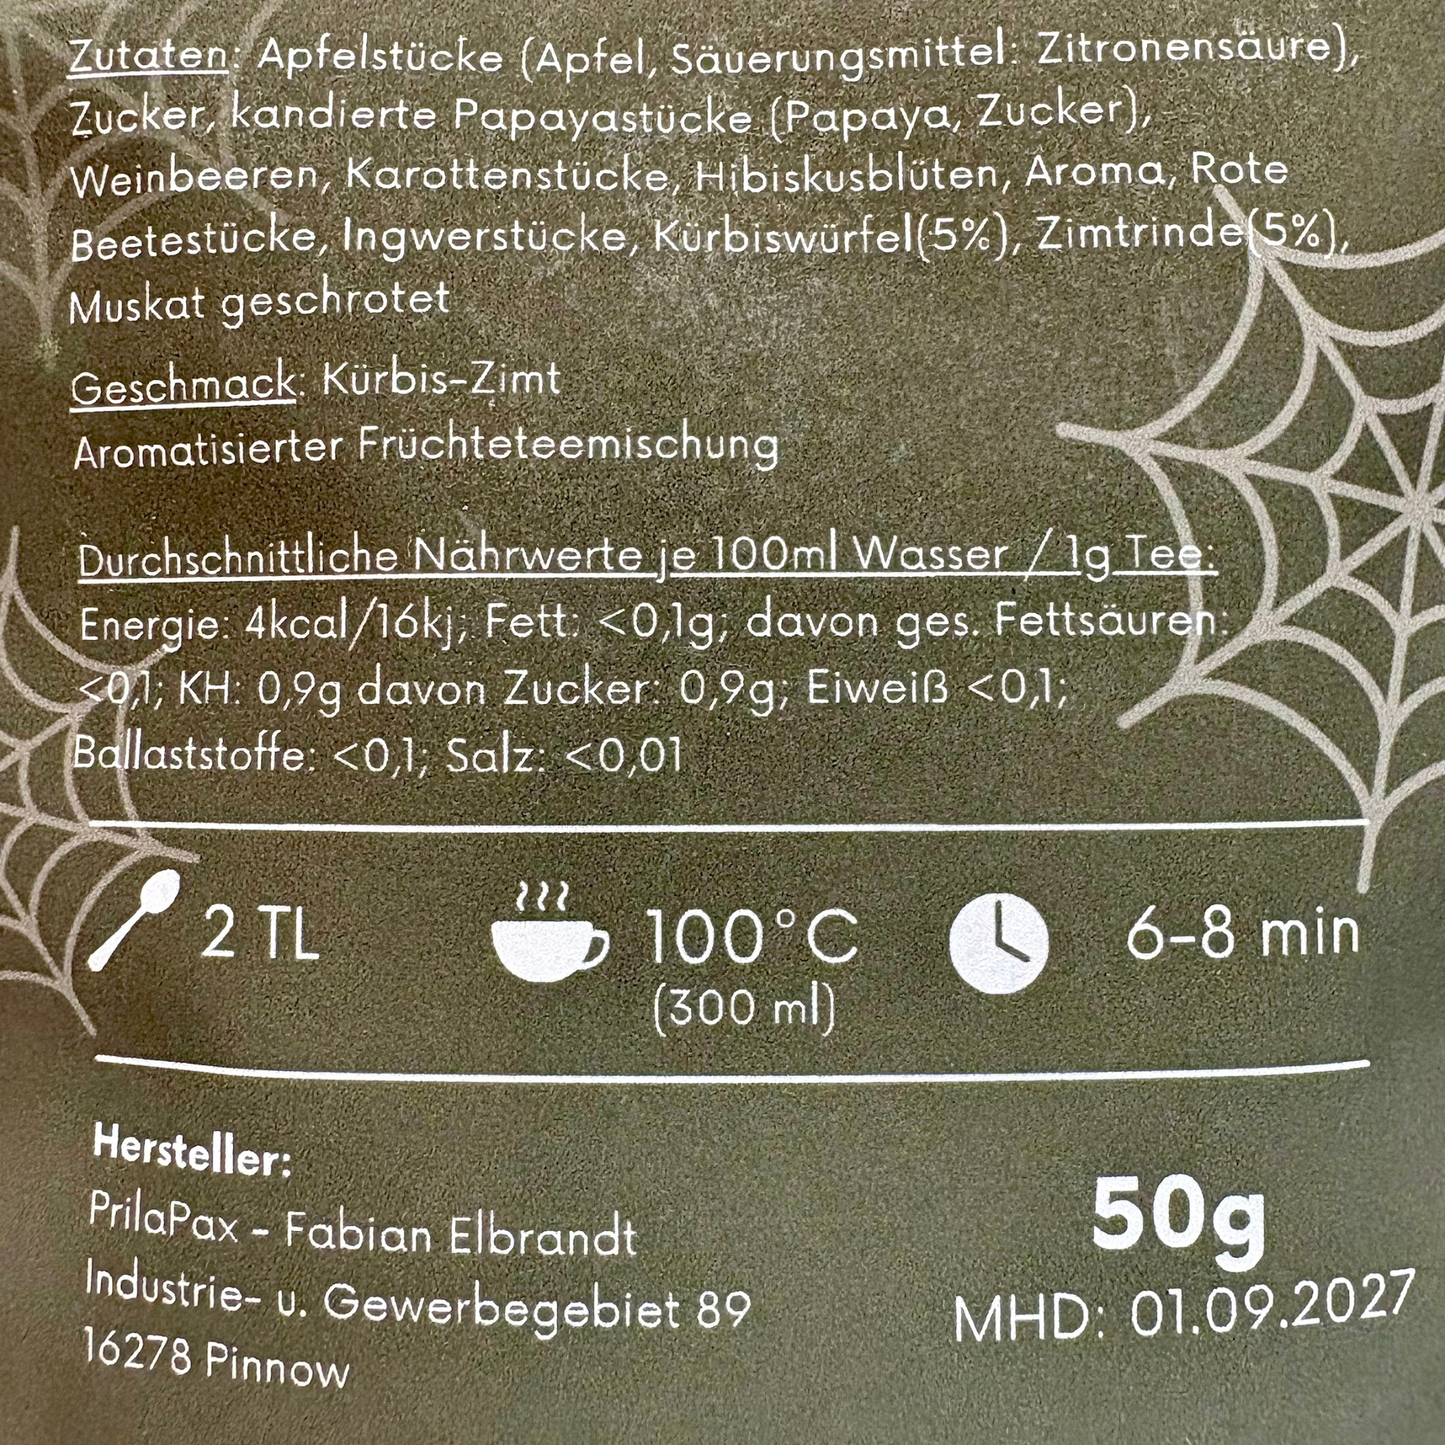 Zutaten: Apfelstücke (Apfel, Säuerungsmittel: Zitronensäure),
Zucker, kandierte Papayastücke (Papaya, Zucker),
Weinbeeren, Karottenstücke, Hibiskusblüten, Aroma, Rote
Beetestücke, Ingwerstücke, Kürbiswürfel(5%), Zimtrinde(5%),
Muskat geschrotet
Geschmack: Kürbis-Zimt
Aromatisierter Früchteteemischung
Durchschnittliche Nährwerte je 100ml Wasser / 1g Tee:
Energie: 4kcal/16kj; Fett: <0,1g; davon ges. Fettsäuren:
<0,1; KH: 0,9g davon Zucker: 0,9g; Eiweiß <0,1;
Ballaststoffe: <0,1; Salz: <0,01
2 TL 100°C 6-8 min
(300 ml)
Hersteller:
PrilaPax - Fabian Elbrandt
Industrie- u. Gewerbegebiet 89
16278 Pinnow
50g
MHD: 01.09.2027